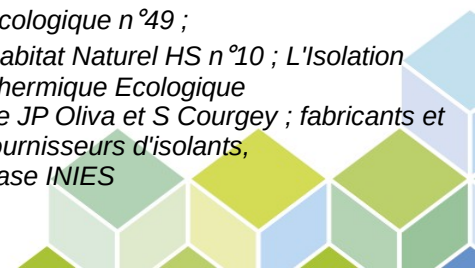 cologique n°49 ;
abitat Naturel HS n°10 ; L'Isolation
hermique Ecologique
e JP Oliva et S Courgey ; fabricants et
ournisseurs d'isolants,
ase INIES